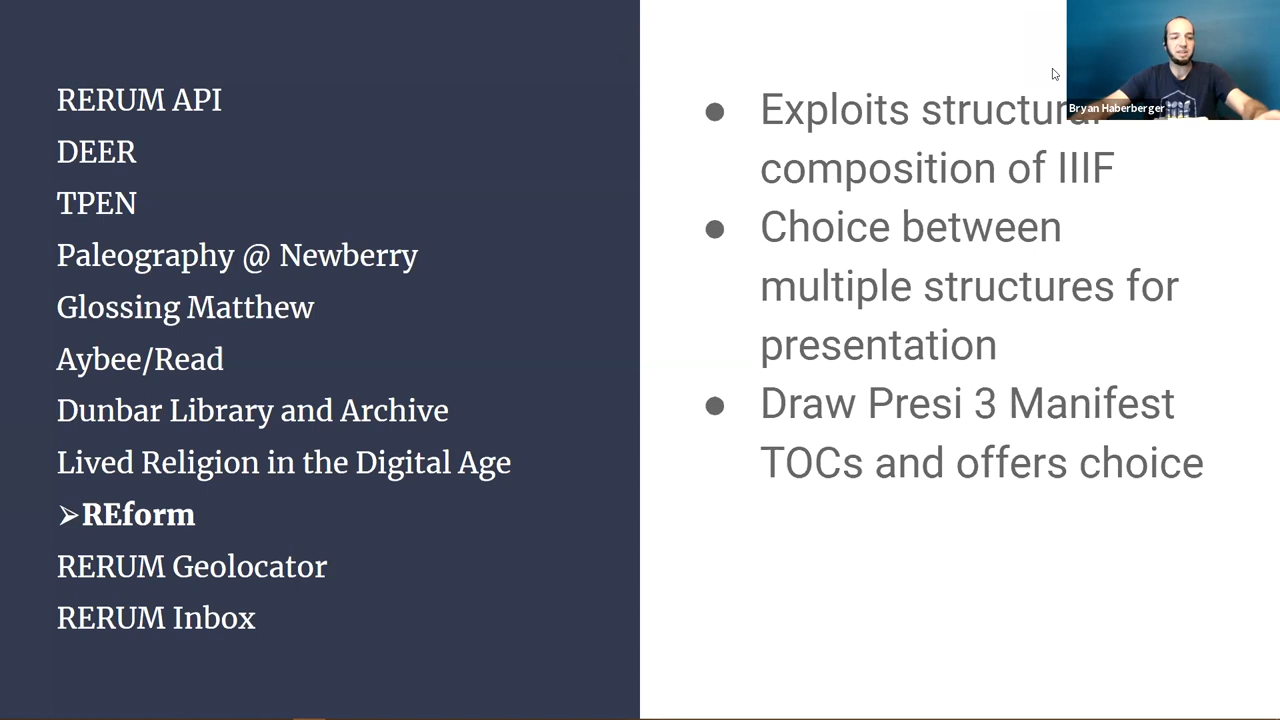 RERUM API
DEER
TPEN
Paleography @ Newberry
Glossing Matthew
Aybee/Read
Dunbar Library and Archive
Lived Religion in the Digital Age
➢REform
RERUM Geolocator
RERUM Inbox
● Exploits structural
composition of IIIF
● Choice between
multiple structures for
presentation
● Draw Presi 3 Manifest
TOCs and offers choice
Bryan Haberberger